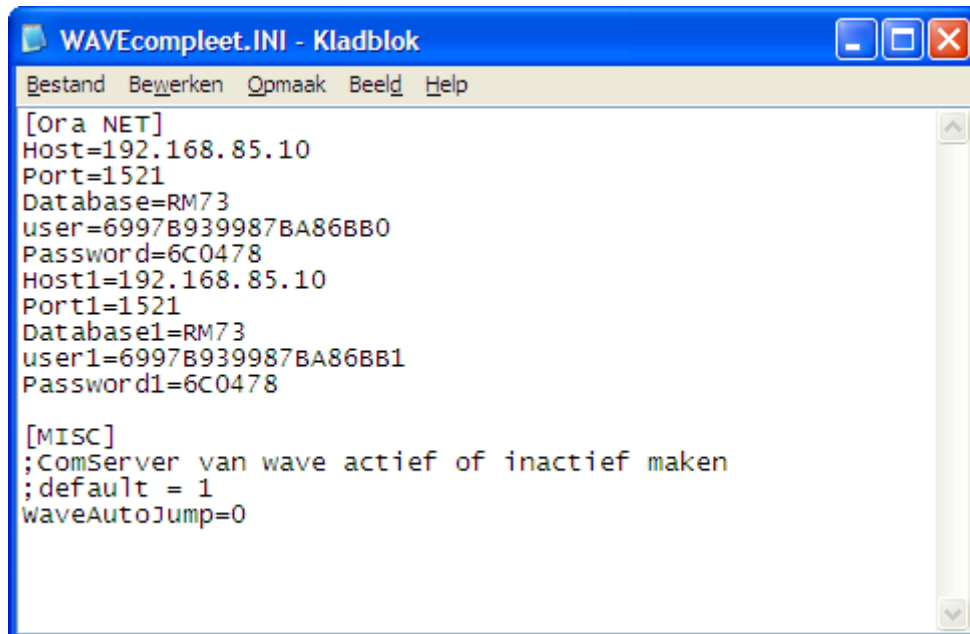 WAVEcompleet.INI - Kladblok
Bestand Bewerken Opmaak Beeld Help
[Ora NET]
Host=192.168.85.10
Port=1521
Database=RM73
user=6997B939987BA86BB0
Password=6C0478
Host1=192.168.85.10
Port1=1521
Database1=RM73
user1=6997B939987BA86BB1
Password1=6C0478
[MISC]
;ComServer van wave actief of inactief maken
;default = 1
WaveAutoJump=0